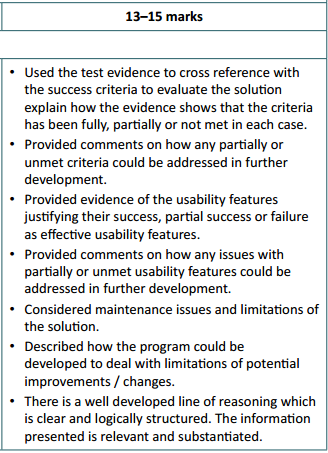 13–15 marks
• Used the test evidence to cross reference with
the success criteria to evaluate the solution
explain how the evidence shows that the criteria
has been fully, partially or not met in each case.
• Provided comments on how any partially or
unmet criteria could be addressed in further
development.
• Provided evidence of the usability features
justifying their success, partial success or failure
as effective usability features.
• Provided comments on how any issues with
partially or unmet usability features could be
addressed in further development.
• Considered maintenance issues and limitations of
the solution.
• Described how the program could be
developed to deal with limitations of potential
improvements / changes.
• There is a well developed line of reasoning which
is clear and logically structured. The information
presented is relevant and substantiated.